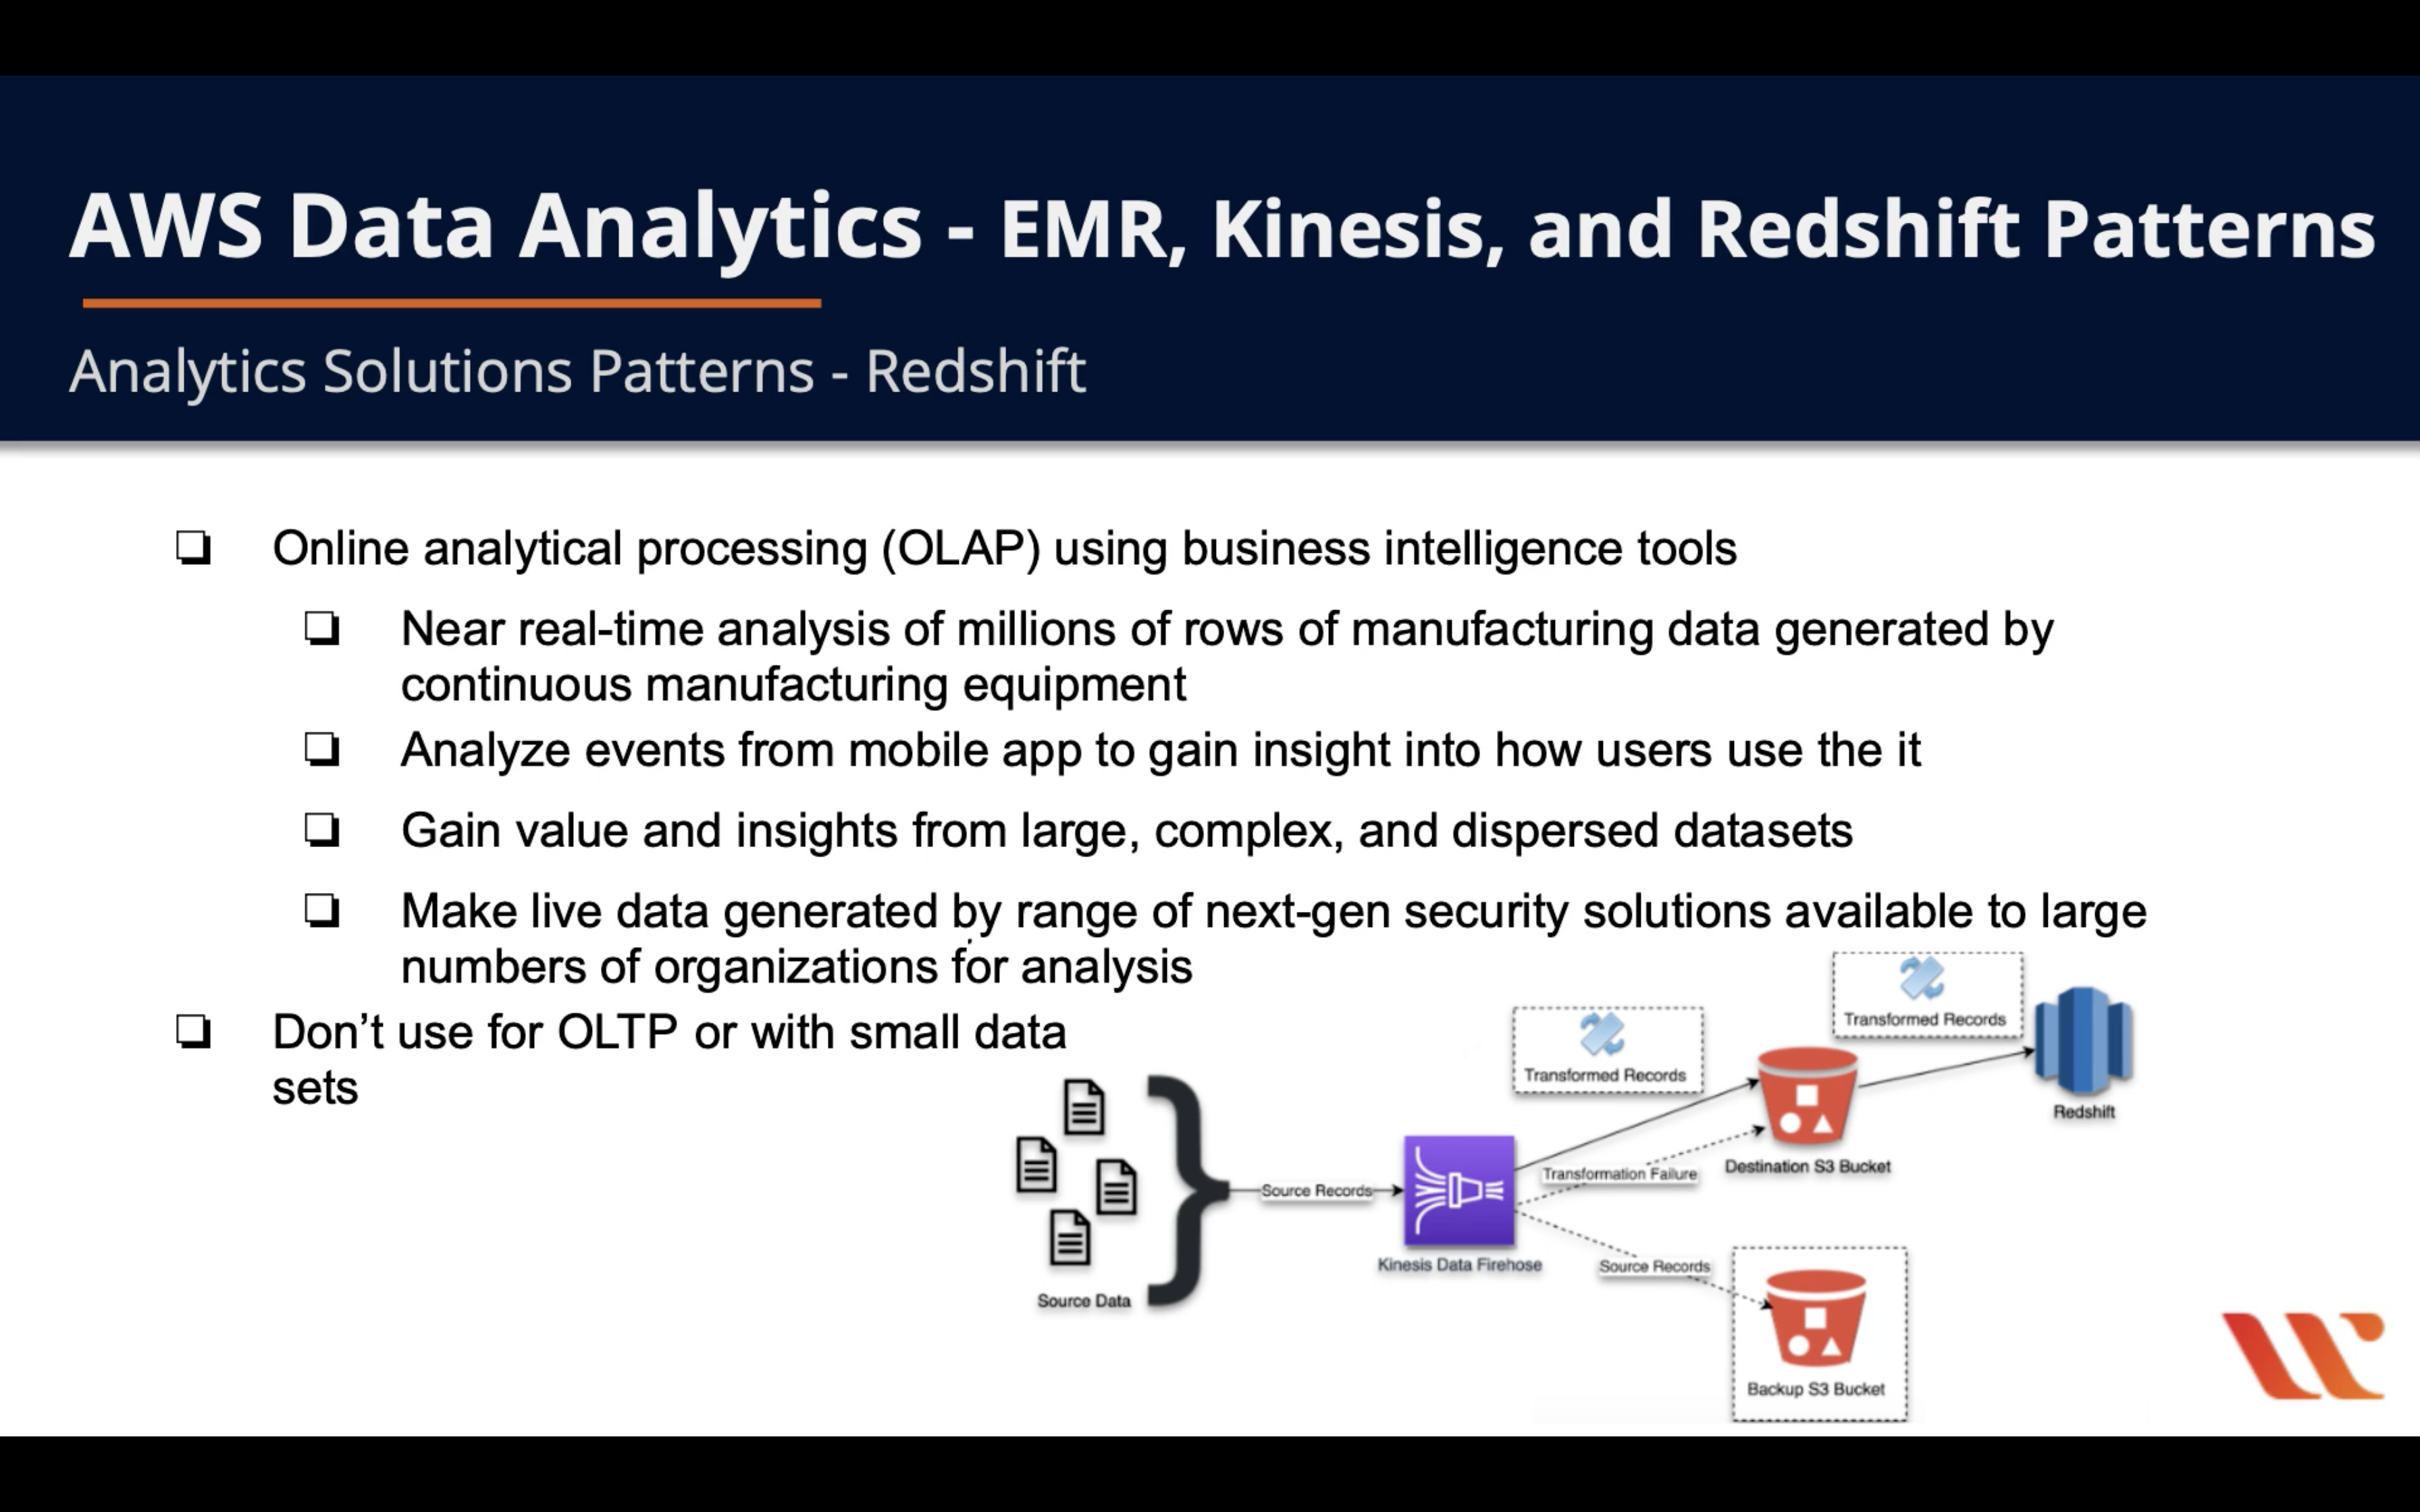 AWS Data Analytics - EMR, Kinesis, and Redshift Patterns
Analytics Solutions Patterns - Redshift
Online analytical processing (OLAP) using business intelligence tools
Near real-time analysis of millions of rows of manufacturing data generated by
continuous manufacturing equipment
Analyze events from mobile app to gain insight into how users use the it
Gain value and insights from large, complex, and dispersed datasets
Make live data generated by range of next-gen security solutions available to large
numbers of organizations for analysis
Don't use for OLTP or with small data
sets
Transformed Records
Transformed Records
Redshift
Transformation Failure
Destination S3 Bucket
Source Records
Kinesis Data Firehose
Source Records
Source Data
Backup S3 Bucket